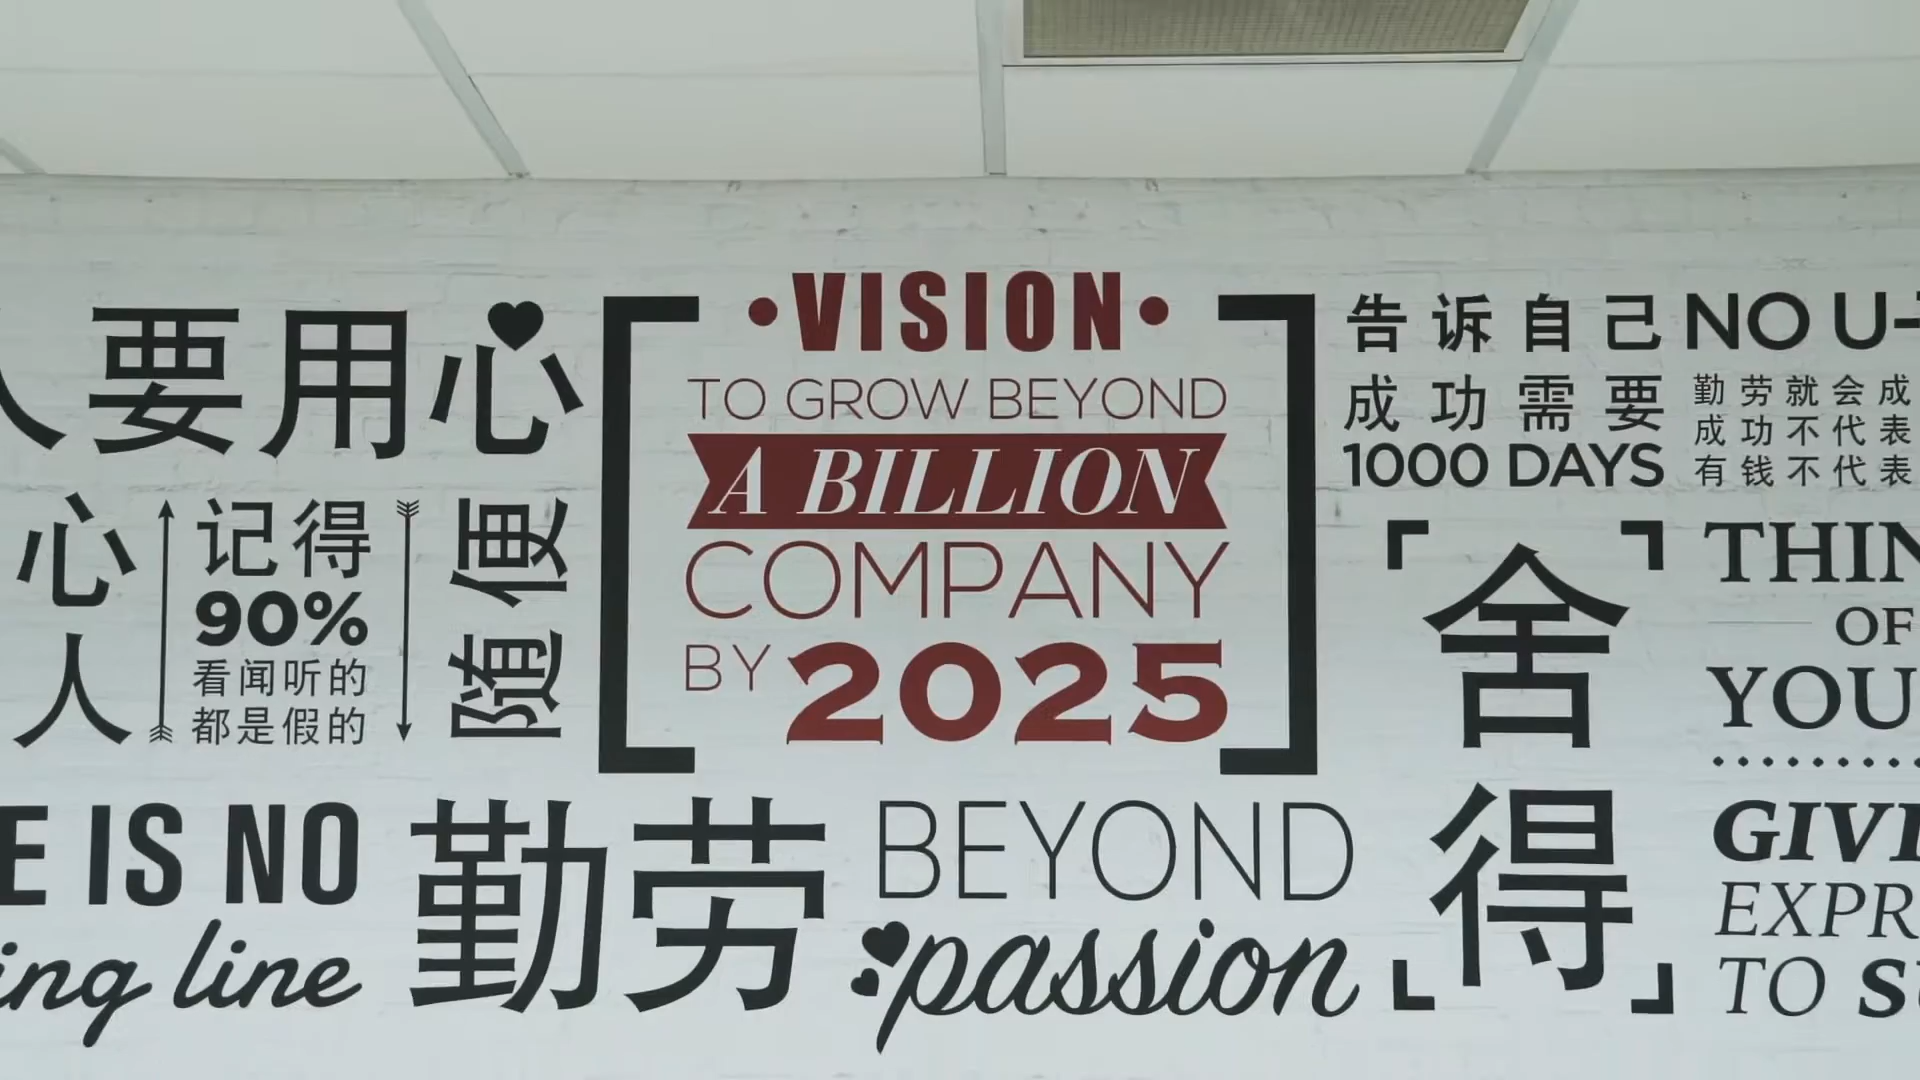 人要用心
心
人
记得
90%
看闻听的
都是假的
随便
E IS NO
ing line
勤劳
•VISION•
TO GROW BEYOND
A BILLION
COMPANY
BY 2025
BEYOND
passion
告诉自己
成功需要
1000 DAYS
舍
得
NO U-
勤劳就会成
成功不代表
有钱不代表
THIN
OF
YOU
GIVI
EXPR
TO S